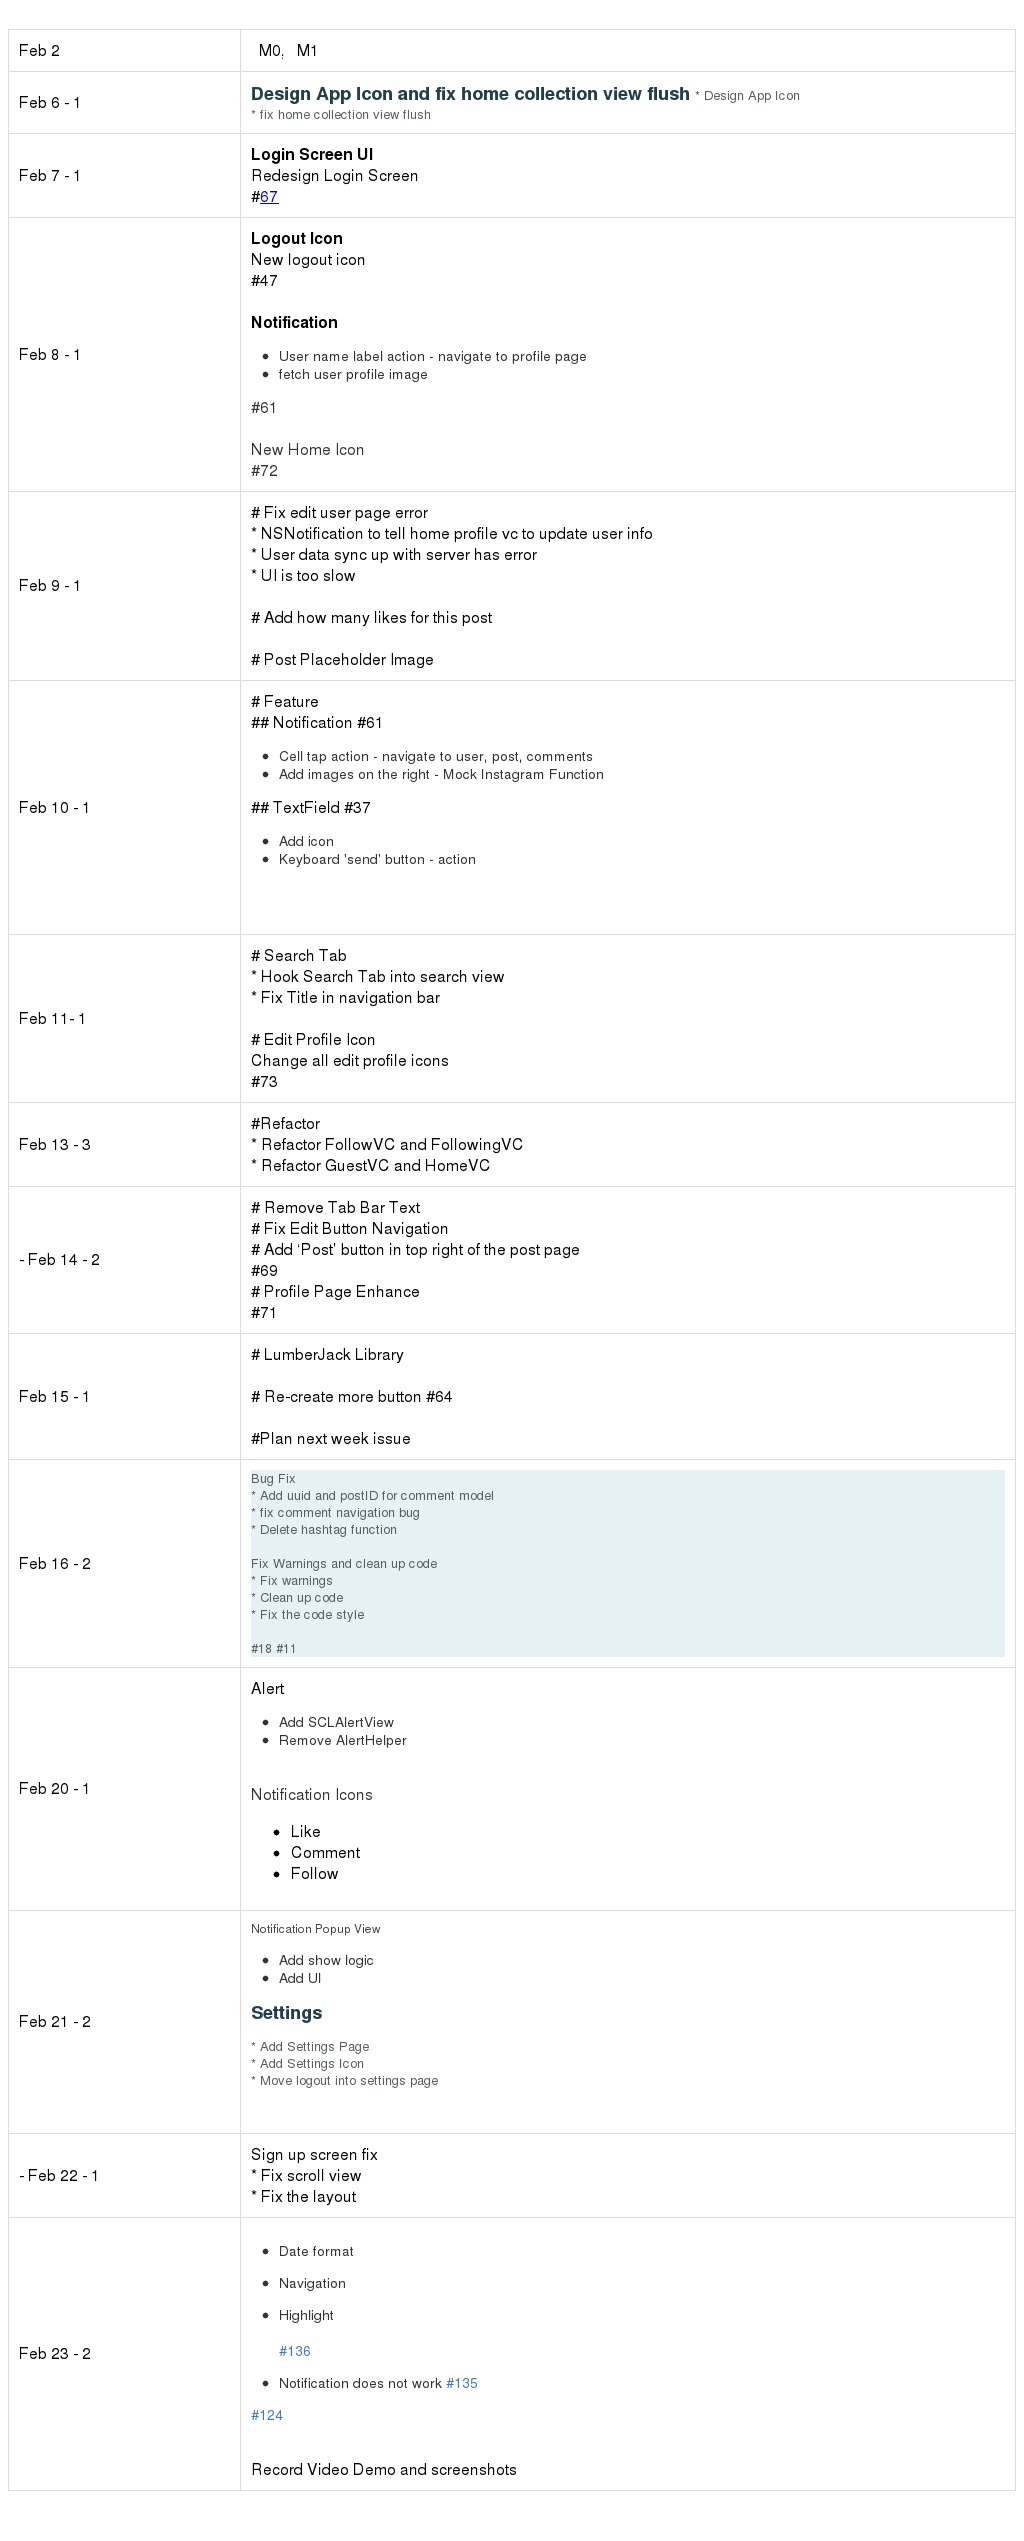 Feb 2
M0, M1
Feb 6 - 1
Design App Icon and fix home collection view flush * Design App Icon
* fix home collection view flush
Feb 7 - 1
Login Screen UI
Redesign Login Screen
#67
Feb 8 - 1
Logout Icon
New logout icon
#47
Notification
• User name label action - navigate to profile page
• fetch user profile image
#61
New Home Icon
#72
Feb 9 - 1
# Fix edit user page error
* NSNotification to tell home profile vc to update user info
* User data sync up with server has error
* UI is too slow
# Add how many likes for this post
# Post Placeholder Image
Feb 10 - 1
# Feature
## Notification #61
• Cell tap action - navigate to user, post, comments
• Add images on the right - Mock Instagram Function
## TextField #37
• Add icon
• Keyboard 'send' button - action
Feb 11- 1
# Search Tab
* Hook Search Tab into search view
* Fix Title in navigation bar
# Edit Profile Icon
Change all edit profile icons
#73
Feb 13 - 3
#Refactor
* Refactor FollowVC and FollowingVC
* Refactor GuestVC and HomeVC
- Feb 14 - 2
# Remove Tab Bar Text
# Fix Edit Button Navigation
# Add ‘Post’ button in top right of the post page
#69
# Profile Page Enhance
#71
Feb 15 - 1
# LumberJack Library
# Re-create more button #64
#Plan next week issue
Feb 16 - 2
Bug Fix
* Add uuid and postID for comment model
* fix comment navigation bug
* Delete hashtag function
Fix Warnings and clean up code
* Fix warnings
* Clean up code
* Fix the code style
#18 #11
Feb 20 - 1
Alert
• Add SCLAlertView
• Remove AlertHelper
Notification Icons
• Like
• Comment
• Follow
Feb 21 - 2
Notification Popup View
• Add show logic
• Add UI
Settings
* Add Settings Page
* Add Settings Icon
* Move logout into settings page
- Feb 22 - 1
Sign up screen fix
* Fix scroll view
* Fix the layout
Feb 23 - 2
• Date format
• Navigation
• Highlight
#136
• Notification does not work #135
#124
Record Video Demo and screenshots